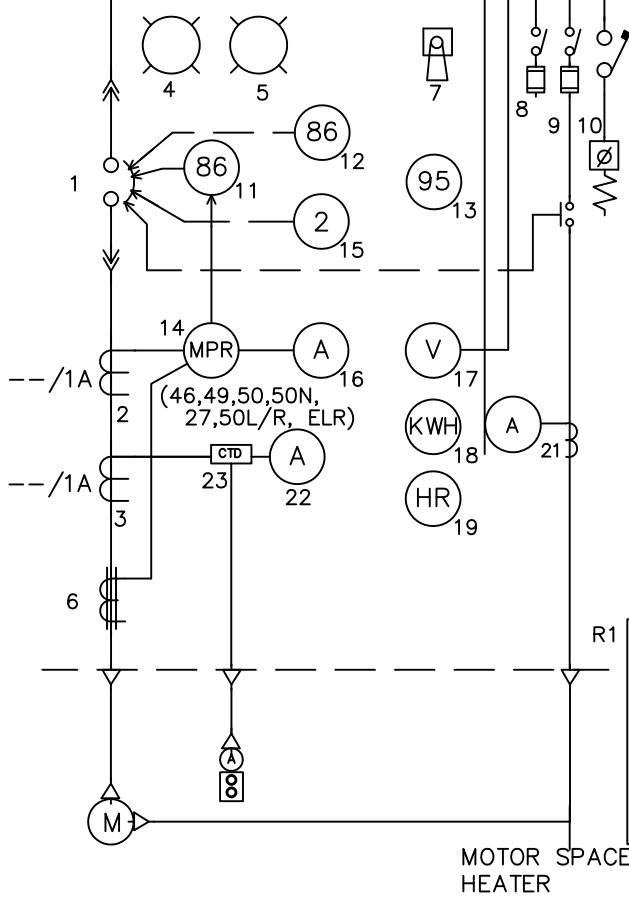 4
5
7
8
9
10
86
12
1
86
11
95
13
2
15
14
MPR
A
16
V
17
--/1A
2
(46,49,50,50N,
27,50L/R, ELR)
KWH
18
A
21
CTD
23
A
22
--/1A
3
HR
19
6
R1
A
M
MOTOR SPACE
HEATER